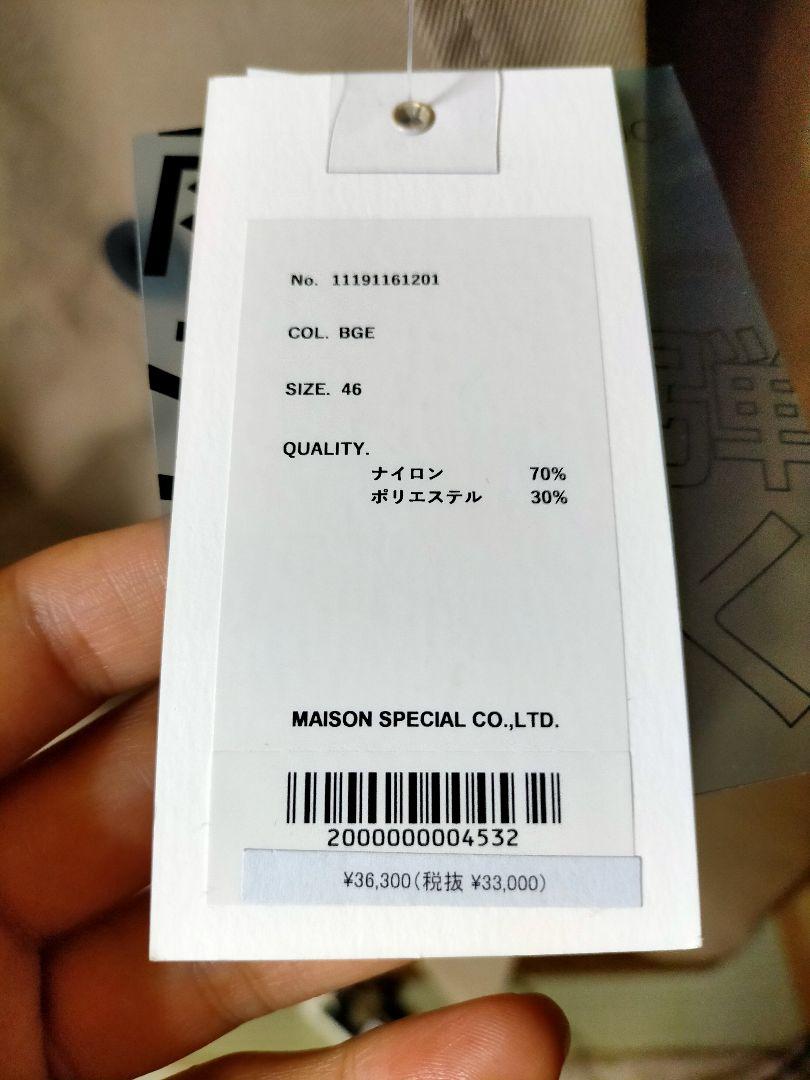 No. 11191161201
COL. BGE
SIZE. 46
QUALITY.
ナイロン 70%
ポリエステル 30%
MAISON SPECIAL CO.,LTD.
2000000004532
¥36,300(税抜 ¥33,000)